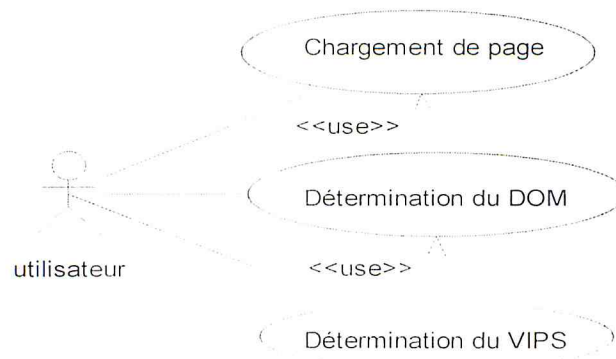 Chargement de page
<<use>>
Détermination du DOM
utilisateur
<<use>>
Détermination du VIPS